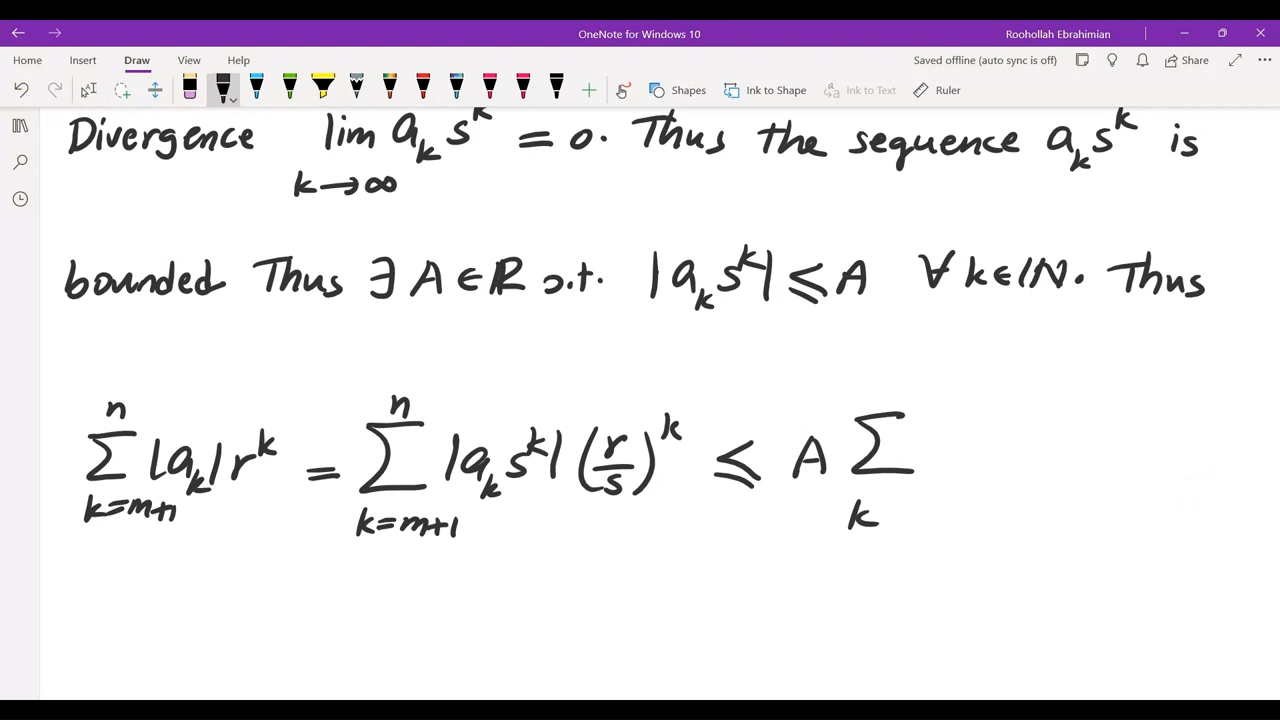 OneNote for Windows 10
Roohollah Ebrahimian
Home Insert Draw View Help
Saved offline (auto sync is off)
Share
Shapes
Ink to Shape
Ink to Text
Ruler
Divergence lim_{k→∞} a_k s^k = 0. Thus the sequence a_k s^k is
bounded Thus ∃ A ∈ ℝ s.t. |a_k s^k| ≤ A ∀ k ∈ ℕ. Thus
∑_{k=m+1}^{n} |a_k| r^k = ∑_{k=m+1}^{n} |a_k s^k| (r/s)^k ≤ A ∑_{k}